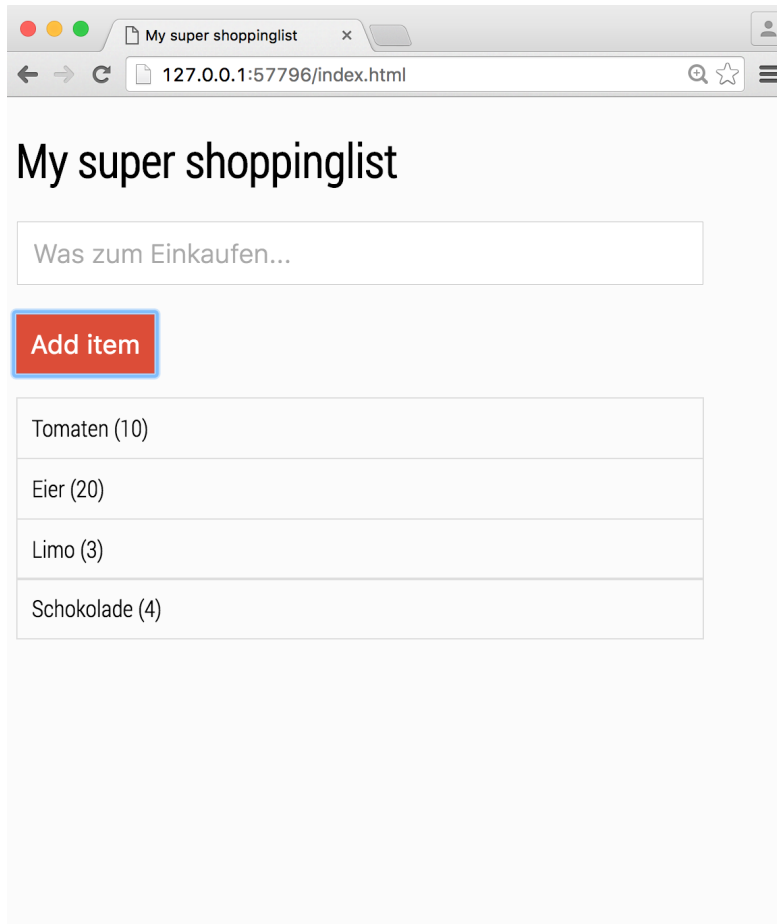 My super shoppinglist
127.0.0.1:57796/index.html
My super shoppinglist
Was zum Einkaufen...
Add item
Tomaten (10)
Eier (20)
Limo (3)
Schokolade (4)